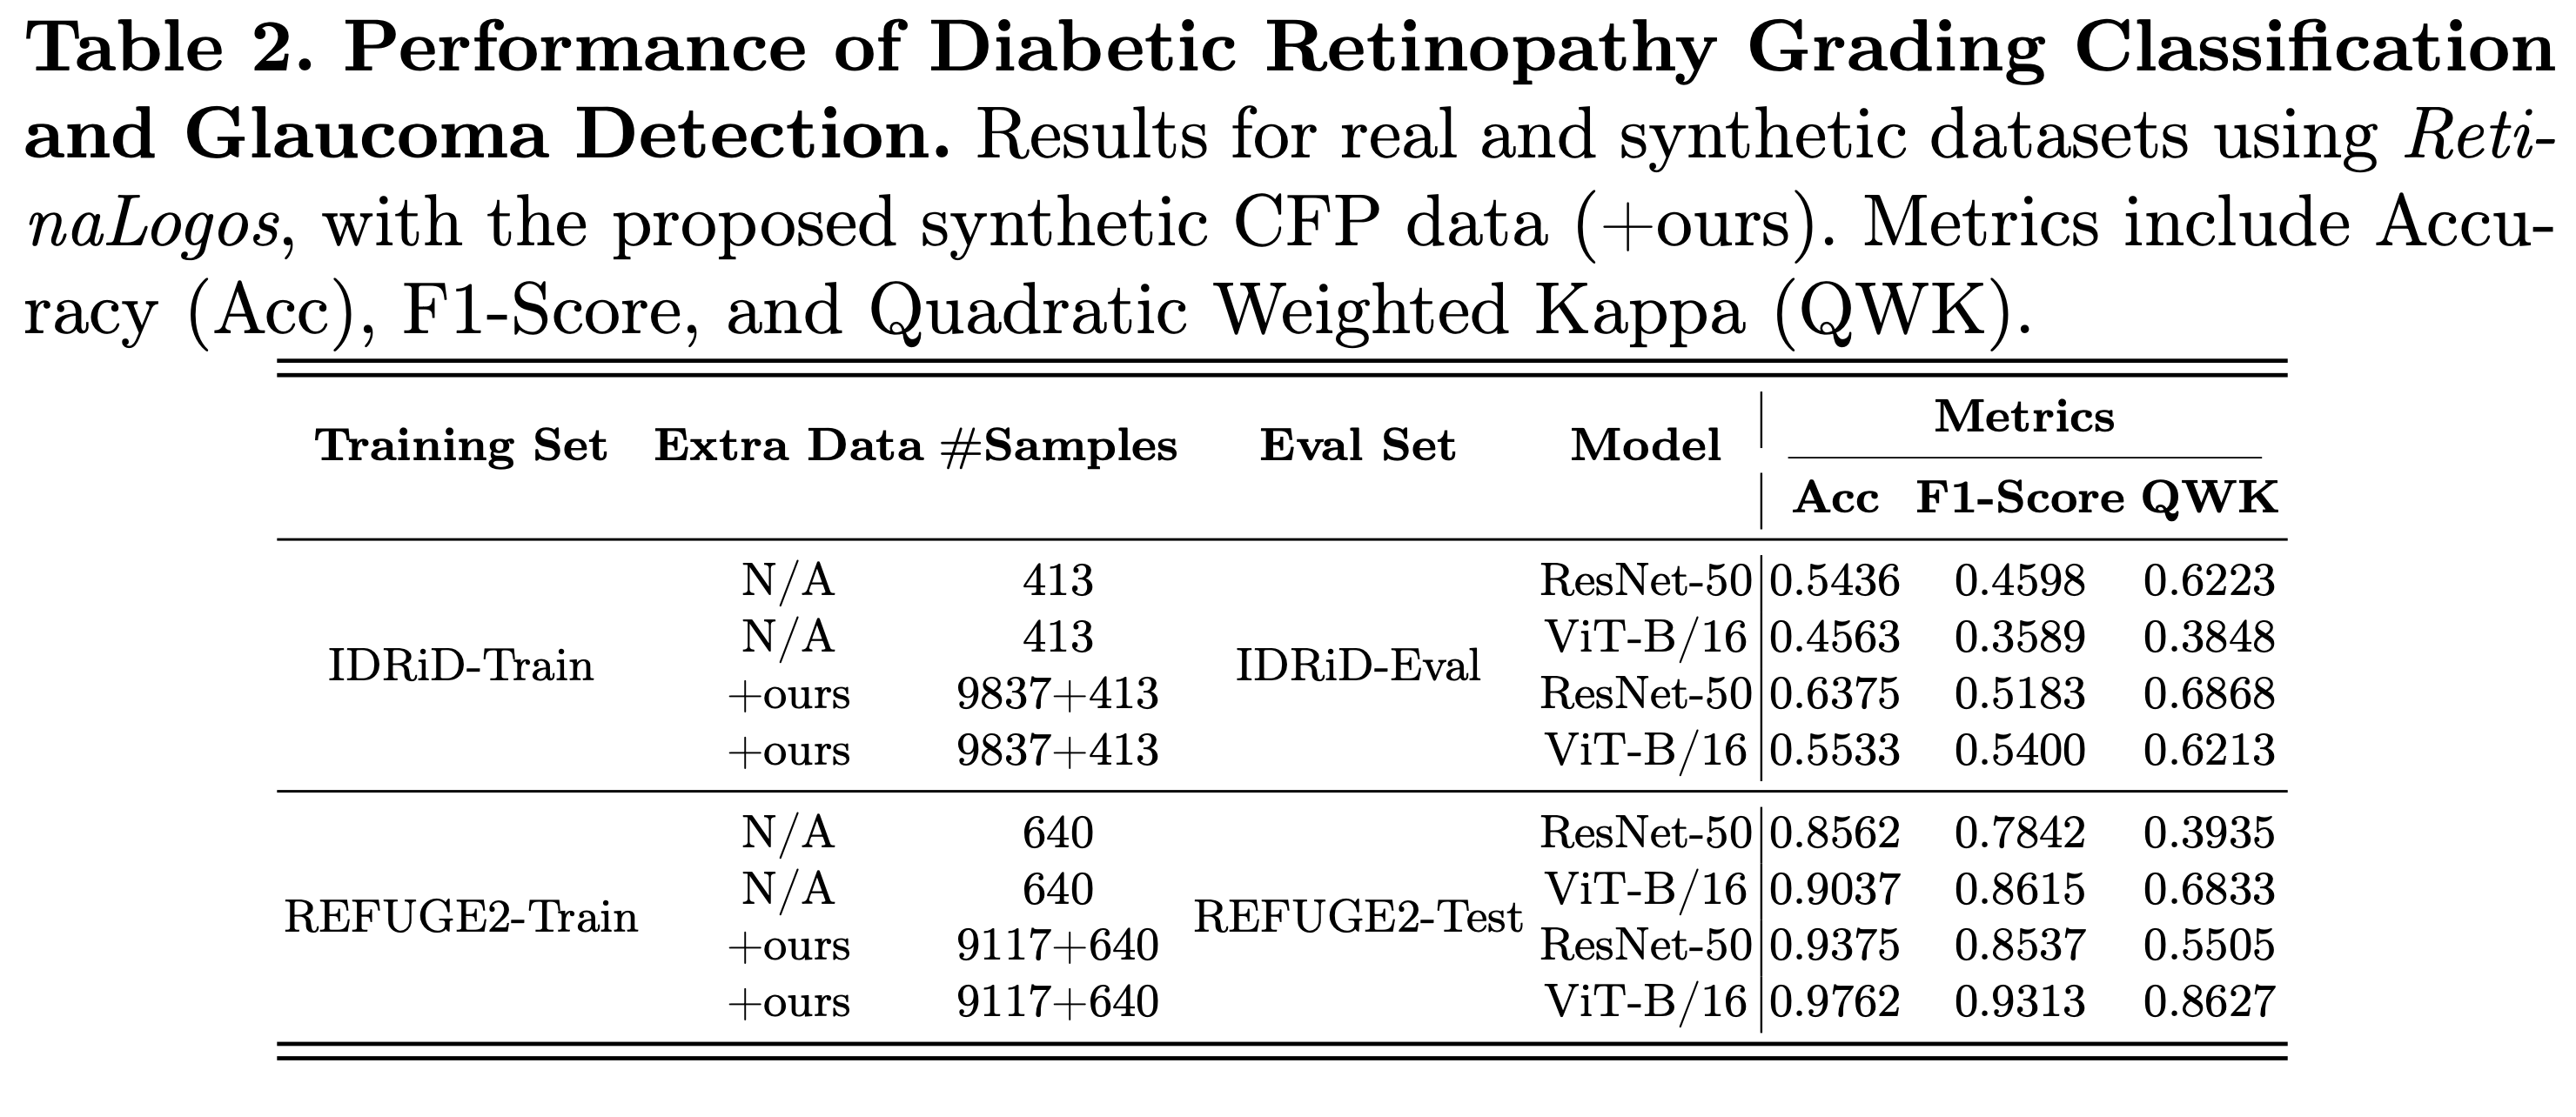 Table 2. Performance of Diabetic Retinopathy Grading Classification
and Glaucoma Detection. Results for real and synthetic datasets using Reti-
naLogos, with the proposed synthetic CFP data (+ours). Metrics include Accu-
racy (Acc), F1-Score, and Quadratic Weighted Kappa (QWK).
Training Set Extra Data #Samples Eval Set Model Metrics
Acc F1-Score QWK
IDRiD-Train IDRiD-Eval
N/A 413 ResNet-50 0.5436 0.4598 0.6223
N/A 413 ViT-B/16 0.4563 0.3589 0.3848
+ours 9837+413 ResNet-50 0.6375 0.5183 0.6868
+ours 9837+413 ViT-B/16 0.5533 0.5400 0.6213
REFUGE2-Train REFUGE2-Test
N/A 640 ResNet-50 0.8562 0.7842 0.3935
N/A 640 ViT-B/16 0.9037 0.8615 0.6833
+ours 9117+640 ResNet-50 0.9375 0.8537 0.5505
+ours 9117+640 ViT-B/16 0.9762 0.9313 0.8627